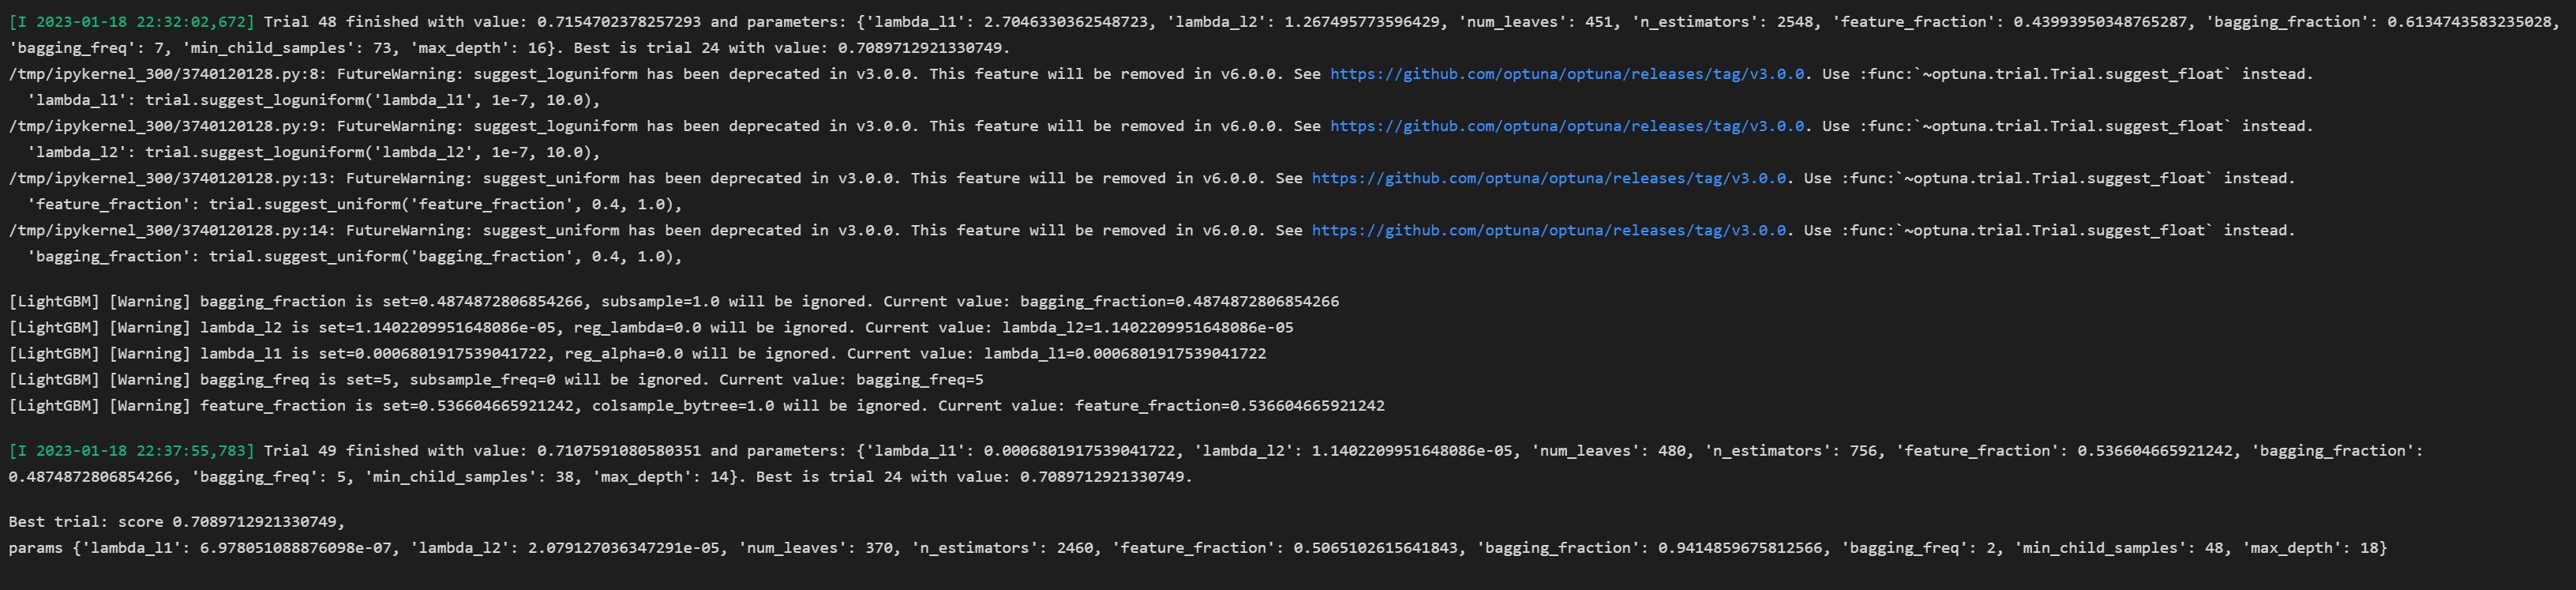 [I 2023-01-18 22:32:02,672] Trial 48 finished with value: 0.7154702378257293 and parameters: {'lambda_l1': 2.7046330362548723, 'lambda_l2': 1.267495773596429, 'num_leaves': 451, 'n_estimators': 2548, 'feature_fraction': 0.43993950348765287, 'bagging_fraction': 0.6134743583235028,
'bagging_freq': 7, 'min_child_samples': 73, 'max_depth': 16}. Best is trial 24 with value: 0.7089712921330749.
/tmp/ipykernel_300/3740120128.py:8: FutureWarning: suggest_loguniform has been deprecated in v3.0.0. This feature will be removed in v6.0.0. See https://github.com/optuna/optuna/releases/tag/v3.0.0. Use :func:`~optuna.trial.Trial.suggest_float` instead.
  'lambda_l1': trial.suggest_loguniform('lambda_l1', 1e-7, 10.0),
/tmp/ipykernel_300/3740120128.py:9: FutureWarning: suggest_loguniform has been deprecated in v3.0.0. This feature will be removed in v6.0.0. See https://github.com/optuna/optuna/releases/tag/v3.0.0. Use :func:`~optuna.trial.Trial.suggest_float` instead.
  'lambda_l2': trial.suggest_loguniform('lambda_l2', 1e-7, 10.0),
/tmp/ipykernel_300/3740120128.py:13: FutureWarning: suggest_uniform has been deprecated in v3.0.0. This feature will be removed in v6.0.0. See https://github.com/optuna/optuna/releases/tag/v3.0.0. Use :func:`~optuna.trial.Trial.suggest_float` instead.
  'feature_fraction': trial.suggest_uniform('feature_fraction', 0.4, 1.0),
/tmp/ipykernel_300/3740120128.py:14: FutureWarning: suggest_uniform has been deprecated in v3.0.0. This feature will be removed in v6.0.0. See https://github.com/optuna/optuna/releases/tag/v3.0.0. Use :func:`~optuna.trial.Trial.suggest_float` instead.
  'bagging_fraction': trial.suggest_uniform('bagging_fraction', 0.4, 1.0),
[LightGBM] [Warning] bagging_fraction is set=0.4874872806854266, subsample=1.0 will be ignored. Current value: bagging_fraction=0.4874872806854266
[LightGBM] [Warning] lambda_l2 is set=1.1402209951648086e-05, reg_lambda=0.0 will be ignored. Current value: lambda_l2=1.1402209951648086e-05
[LightGBM] [Warning] lambda_l1 is set=0.0006801917539041722, reg_alpha=0.0 will be ignored. Current value: lambda_l1=0.0006801917539041722
[LightGBM] [Warning] bagging_freq is set=5, subsample_freq=0 will be ignored. Current value: bagging_freq=5
[LightGBM] [Warning] feature_fraction is set=0.536604665921242, colsample_bytree=1.0 will be ignored. Current value: feature_fraction=0.536604665921242
[I 2023-01-18 22:37:55,783] Trial 49 finished with value: 0.7107591080580351 and parameters: {'lambda_l1': 0.0006801917539041722, 'lambda_l2': 1.1402209951648086e-05, 'num_leaves': 480, 'n_estimators': 756, 'feature_fraction': 0.536604665921242, 'bagging_fraction':
0.4874872806854266, 'bagging_freq': 5, 'min_child_samples': 38, 'max_depth': 14}. Best is trial 24 with value: 0.7089712921330749.
Best trial: score 0.7089712921330749,
params {'lambda_l1': 6.978051088876098e-07, 'lambda_l2': 2.079127036347291e-05, 'num_leaves': 370, 'n_estimators': 2460, 'feature_fraction': 0.5065102615641843, 'bagging_fraction': 0.9414859675812566, 'bagging_freq': 2, 'min_child_samples': 48, 'max_depth': 18}